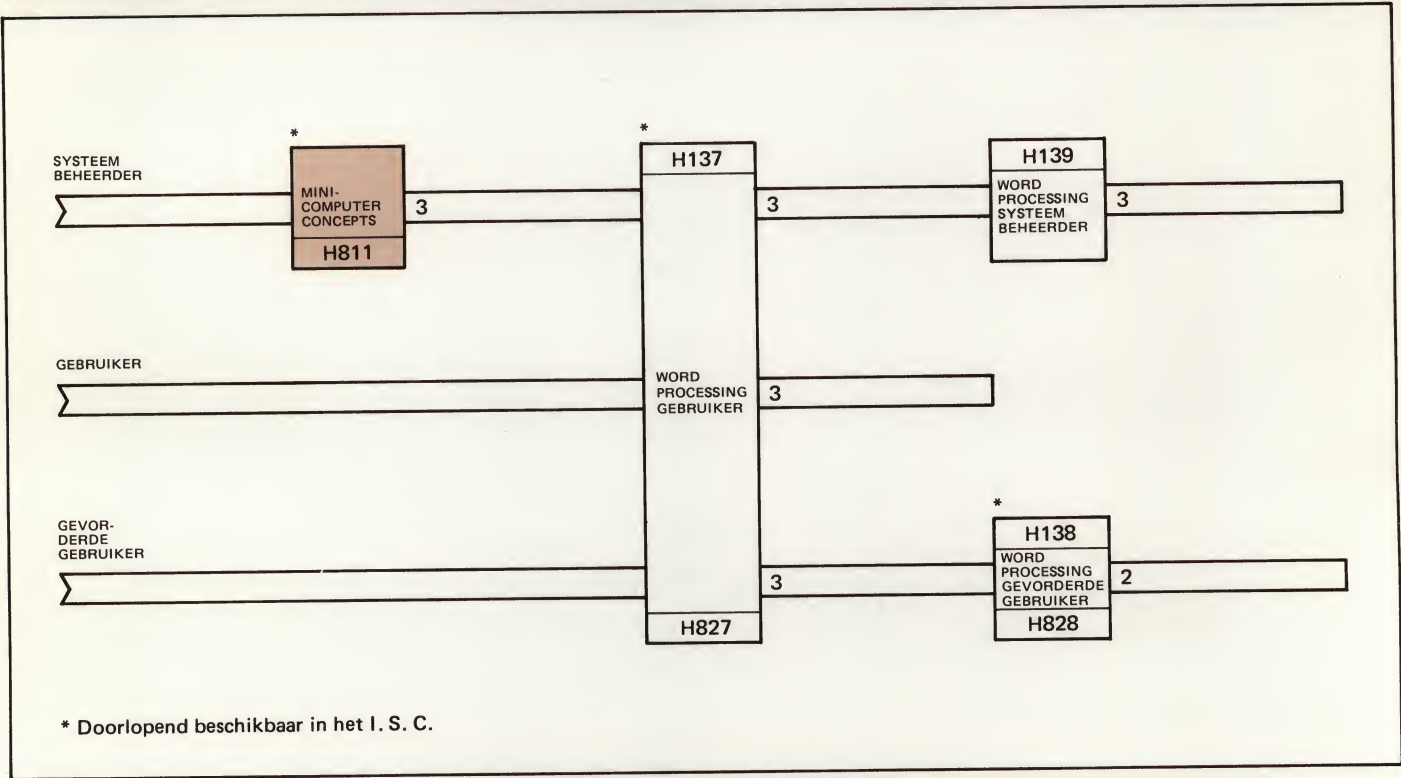 *
*
SYSTEEM
BEHEERDER
MINI-
COMPUTER
CONCEPTS
H811
3
H137
3
H139
WORD
PROCESSING
SYSTEEM
BEHEERDER
3
GEBRUIKER
WORD
PROCESSING
GEBRUIKER
3
GEVOR-
DERDE
GEBRUIKER
3
H827
*
H138
WORD
PROCESSING
GEVORDERDE
GEBRUIKER
H828
2
* Doorlopend beschikbaar in het I. S. C.